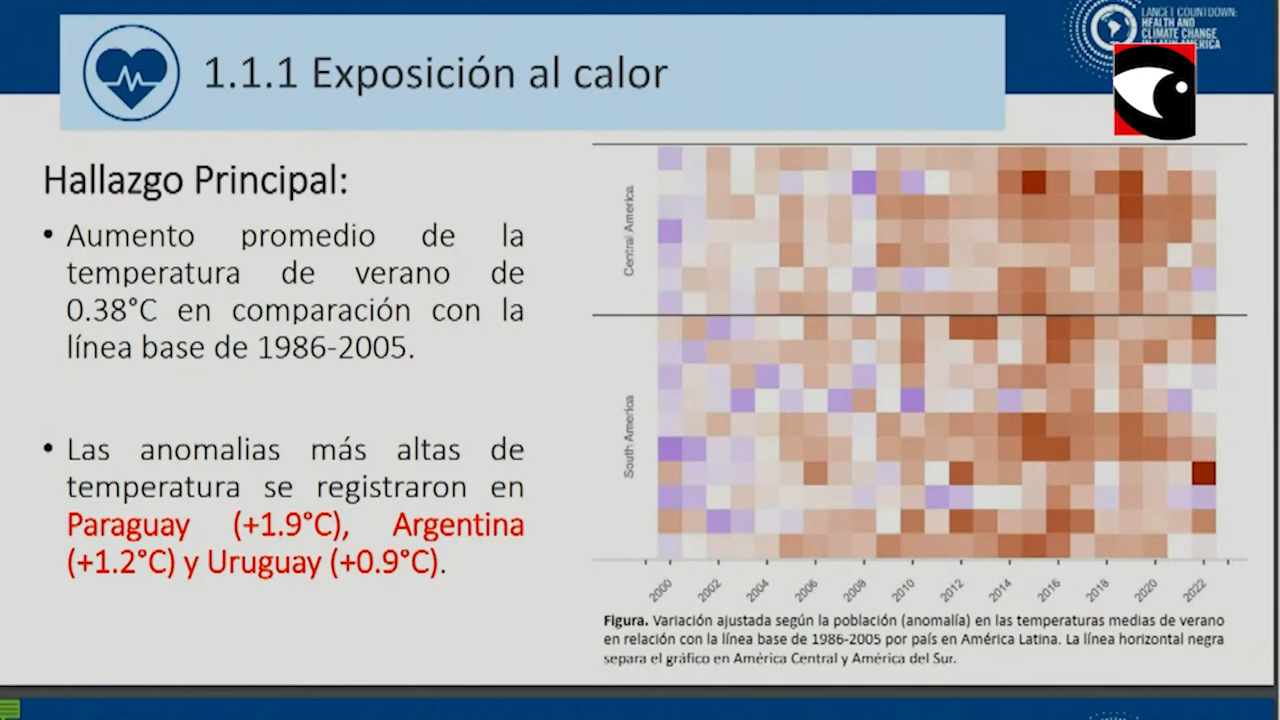 LANCET COUNTDOWN:
HEALTH AND
CLIMATE CHANGE
IN LATIN AMERICA
1.1.1 Exposición al calor
Hallazgo Principal:
• Aumento promedio de la
temperatura de verano de
0.38°C en comparación con la
línea base de 1986-2005.
• Las anomalias más altas de
temperatura se registraron en
Paraguay (+1.9°C), Argentina
(+1.2°C) y Uruguay (+0.9°C).
Central America
South America
2000 2002 2004 2006 2008 2010 2012 2014 2016 2018 2020 2022
Figura. Variación ajustada según la población (anomalía) en las temperaturas medias de verano
en relación con la línea base de 1986-2005 por país en América Latina. La línea horizontal negra
separa el gráfico en América Central y América del Sur.